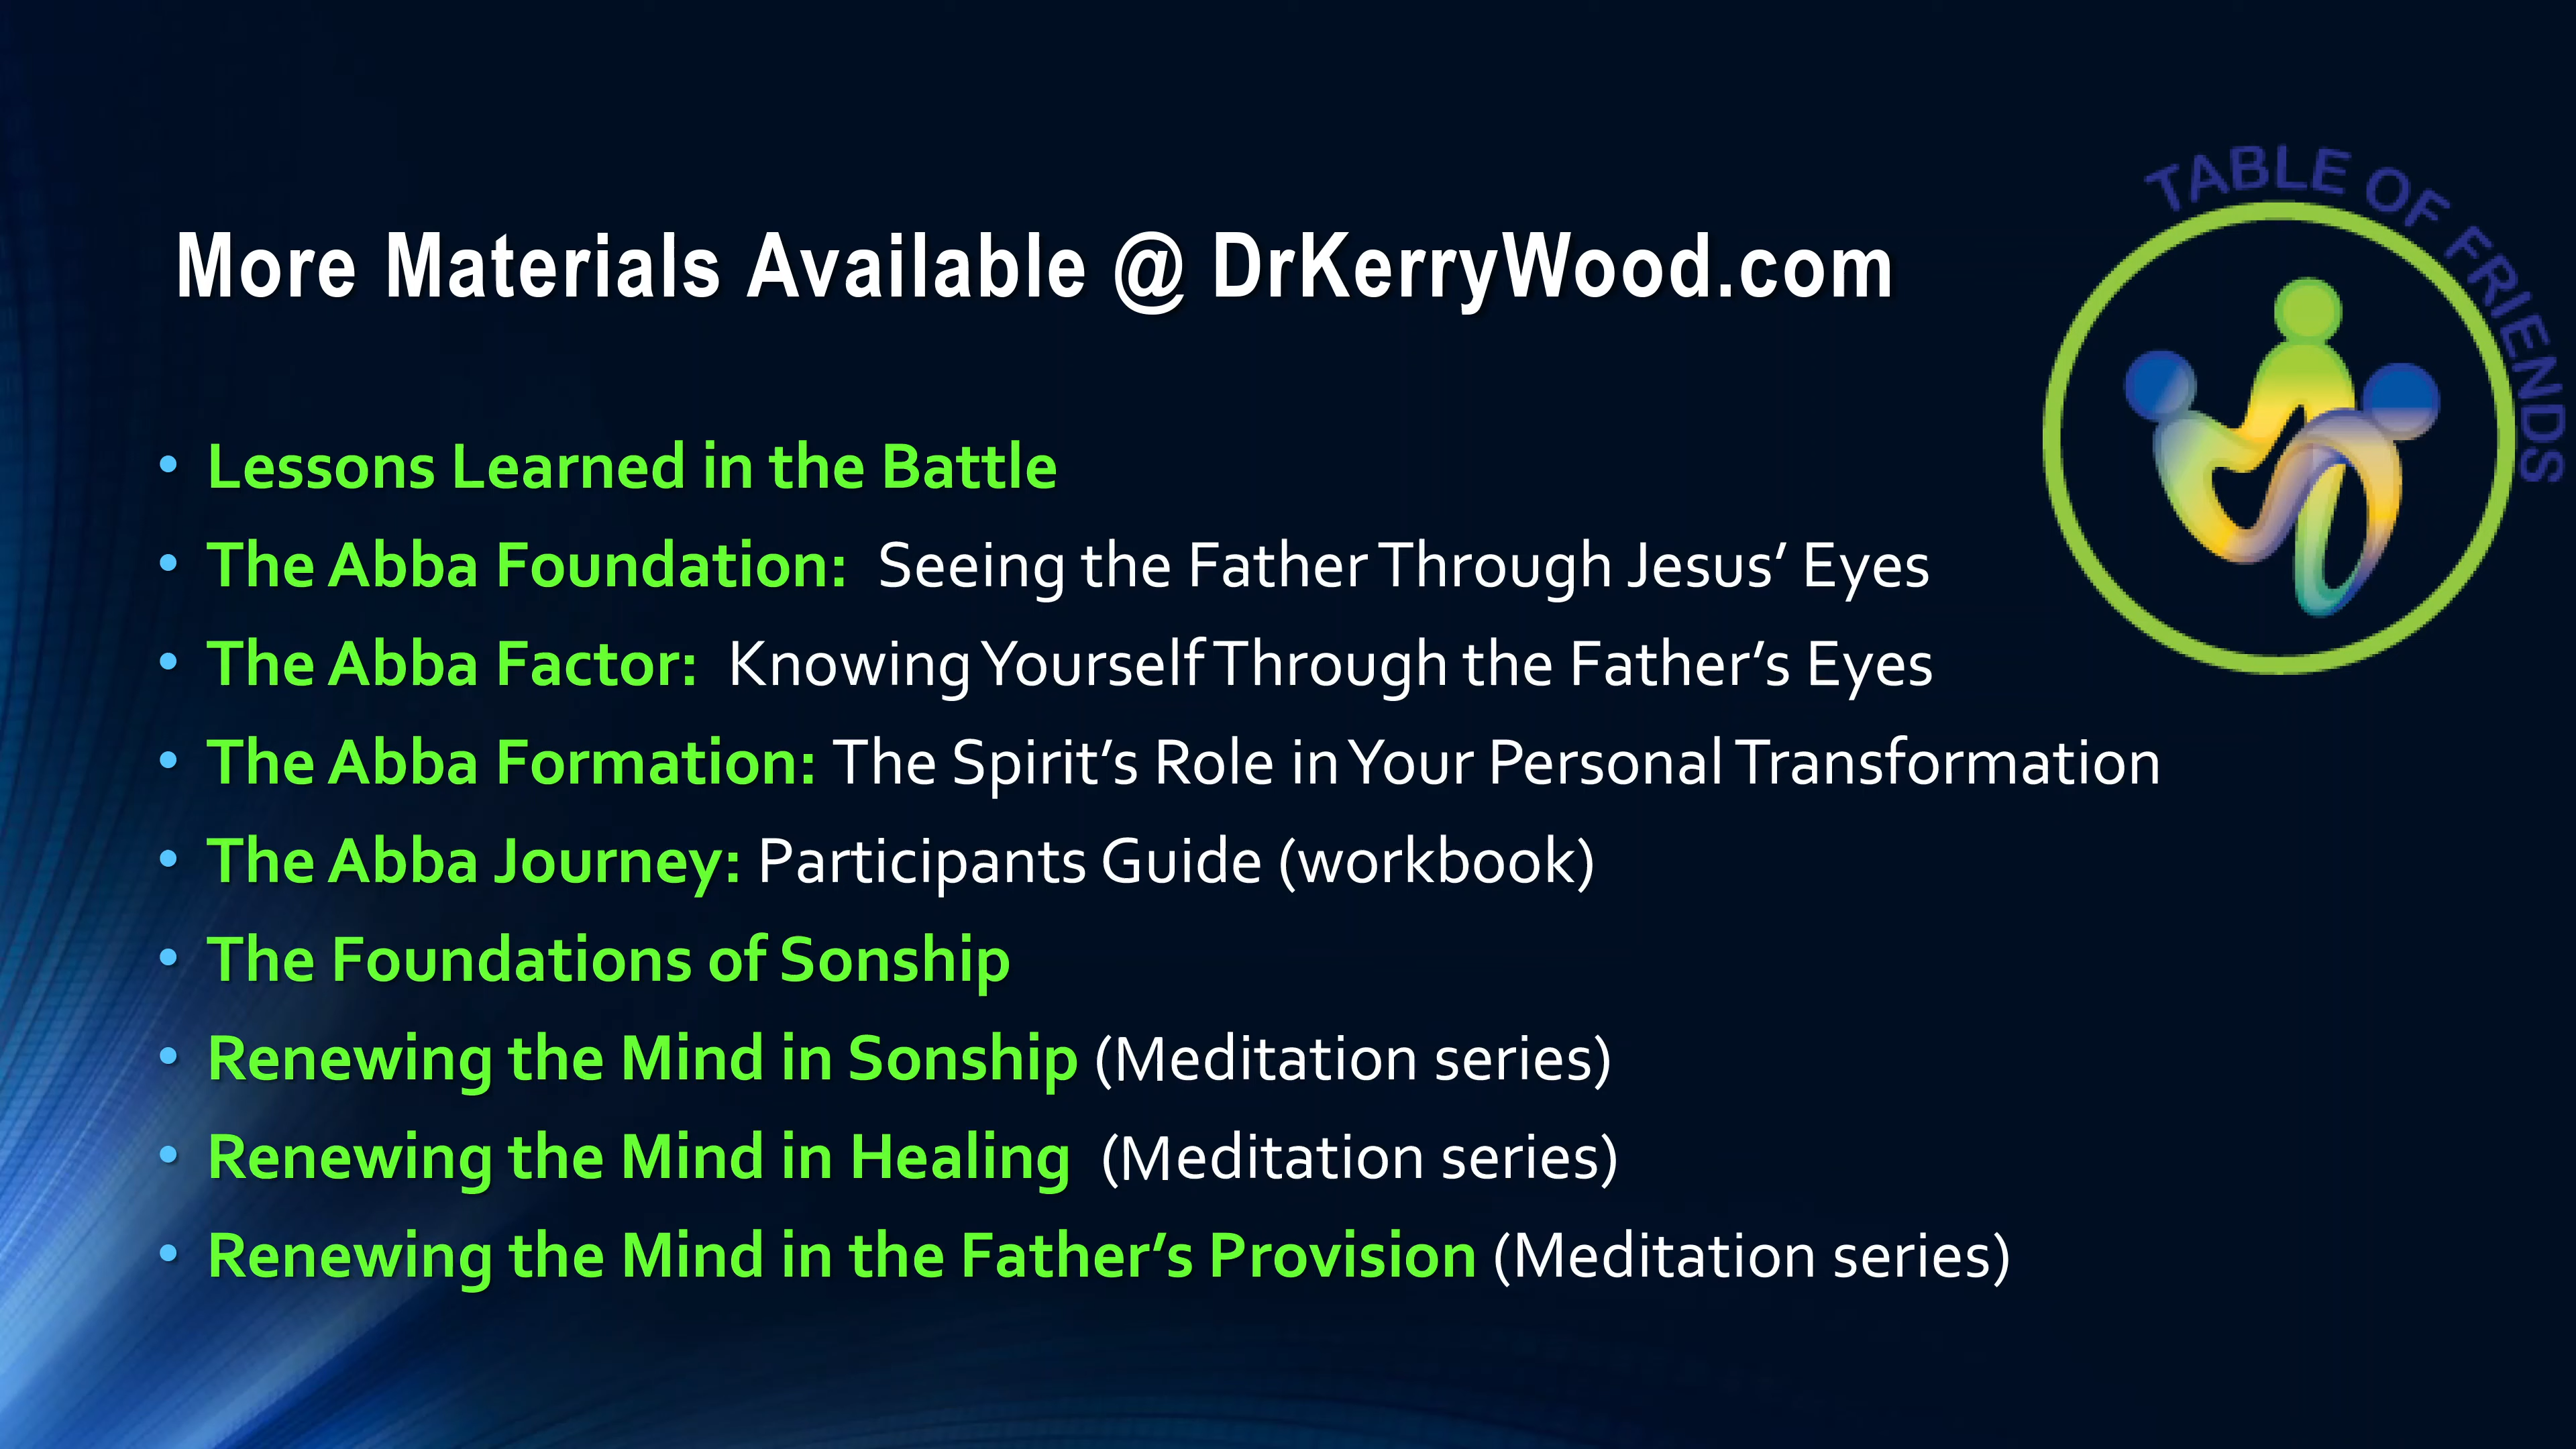 TABLE OF FRIENDS
More Materials Available @ DrKerryWood.com
• Lessons Learned in the Battle
• The Abba Foundation: Seeing the Father Through Jesus’ Eyes
• The Abba Factor: Knowing Yourself Through the Father’s Eyes
• The Abba Formation: The Spirit’s Role in Your Personal Transformation
• The Abba Journey: Participants Guide (workbook)
• The Foundations of Sonship
• Renewing the Mind in Sonship (Meditation series)
• Renewing the Mind in Healing (Meditation series)
• Renewing the Mind in the Father’s Provision (Meditation series)